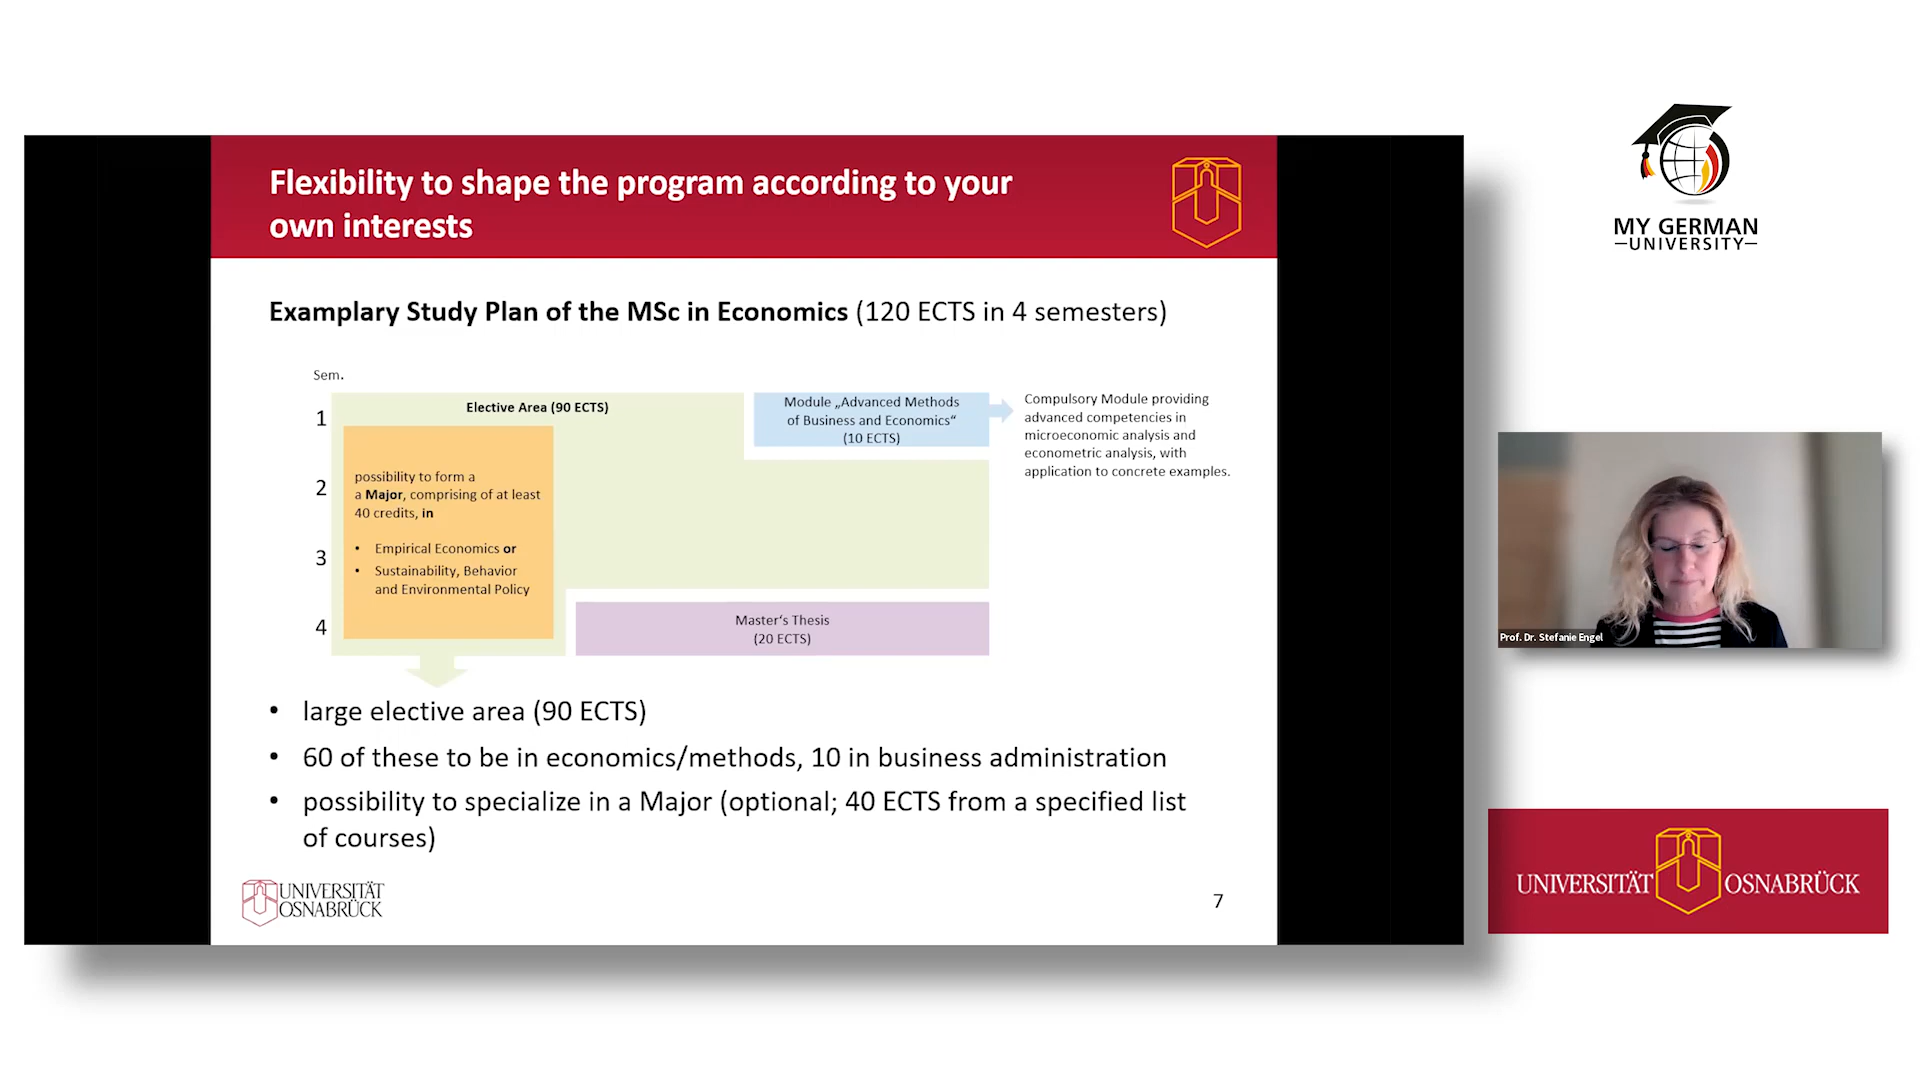 Flexibility to shape the program according to your
own interests
Examplary Study Plan of the MSc in Economics (120 ECTS in 4 semesters)
Sem.
1
2
3
4
Elective Area (90 ECTS)
possibility to form a
a Major, comprising of at least
40 credits, in
• Empirical Economics or
• Sustainability, Behavior
and Environmental Policy
Module „Advanced Methods
of Business and Economics“
(10 ECTS)
Compulsory Module providing
advanced competencies in
microeconomic analysis and
econometric analysis, with
application to concrete examples.
Master‘s Thesis
(20 ECTS)
• large elective area (90 ECTS)
• 60 of these to be in economics/methods, 10 in business administration
• possibility to specialize in a Major (optional; 40 ECTS from a specified list
of courses)
UNIVERSITÄT
OSNABRÜCK
7
MY GERMAN
UNIVERSITY
Prof. Dr. Stefanie Engel
UNIVERSITÄT OSNABRÜCK